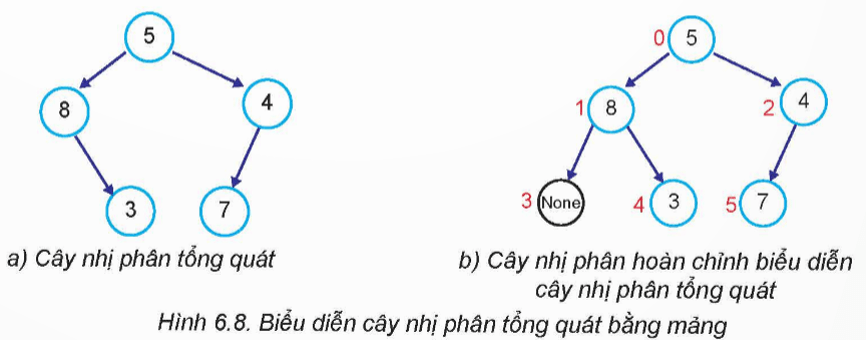 5
0 5
8
4
1 8
2 4
3
7
3 None
4 3
5 7
a) Cây nhị phân tổng quát
b) Cây nhị phân hoàn chỉnh biểu diễn
cây nhị phân tổng quát
Hình 6.8. Biểu diễn cây nhị phân tổng quát bằng mảng